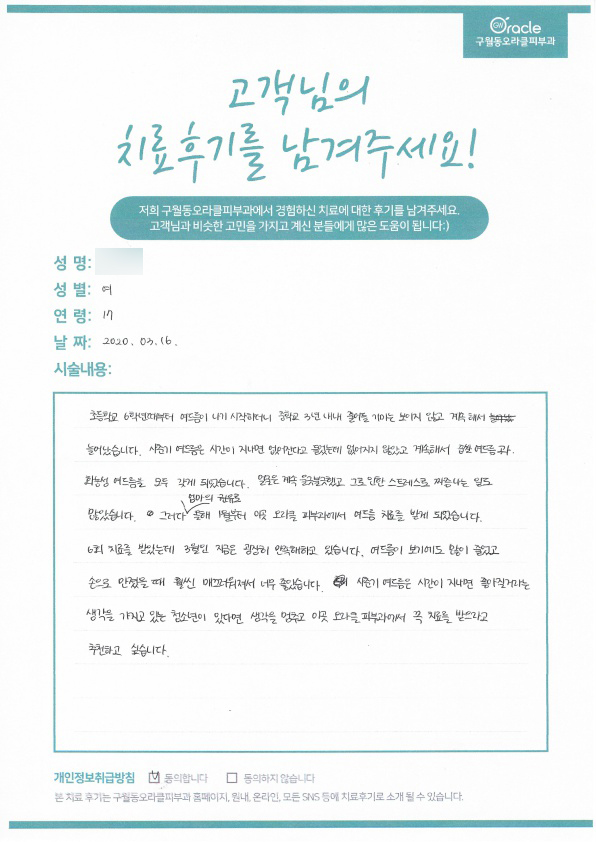 GW Oracle
구월동오라클피부과
고객님의
치료후기를 남겨주세요!
저희 구월동오라클피부과에서 경험하신 치료에 대한 후기를 남겨주세요.
고객님과 비슷한 고민을 가지고 계신 분들에게 많은 도움이 됩니다:)
성 명:
성 별: 여
연 령: 17
날 짜: 2020. 03. 16.
시술내용:
초등학교 6학년때부터 여드름이 나기 시작하더니 중학교 3년 내내 줄어들 기미는 보이지 않고 계속해서
늘어났습니다. 사춘기 여드름은 시간이 지나면 없어진다고 들었는데 없어지지 않았고 계속해서 여드름과.
화농성 여드름을 모두 갖게 되었습니다. 얼굴은 계속 울긋불긋했고 그로 인한 스트레스로 짜증나는 일도
엄마의 권유로
많았습니다. 그러다 올해 1월부터 이곳 오라클 피부과에서 여드름 치료를 받게 되었습니다.
6회 치료를 받았는데 3월인 지금은 굉장히 만족해하고 있습니다. 여드름이 보기에도 많이 줄었고
손으로 만졌을 때 훨씬 매끄러워져서 너무 좋았습니다. 사춘기 여드름은 시간이 지나면 좋아질거라는
생각을 가지고 있는 청소년이 있다면 생각을 멈추고 이곳 오라클피부과에서 꼭 치료를 받으라고
추천하고 싶습니다.
개인정보취급방침 ☑ 동의합니다 ☐ 동의하지 않습니다
본 치료 후기는 구월동오라클피부과 홈페이지, 원내, 온라인, 모든 SNS 등에 치료후기로 소개 될 수 있습니다.